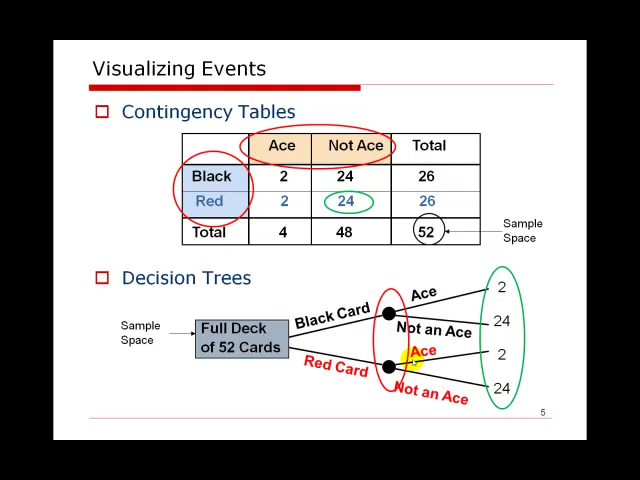 Visualizing Events
Contingency Tables
Ace Not Ace Total
Black 2 24 26
Red 2 24 26
Total 4 48 52
Sample
Space
Decision Trees
Sample
Space
Full Deck
of 52 Cards
Black Card
Red Card
Ace
Not an Ace
Ace
Not an Ace
2
24
2
24
5